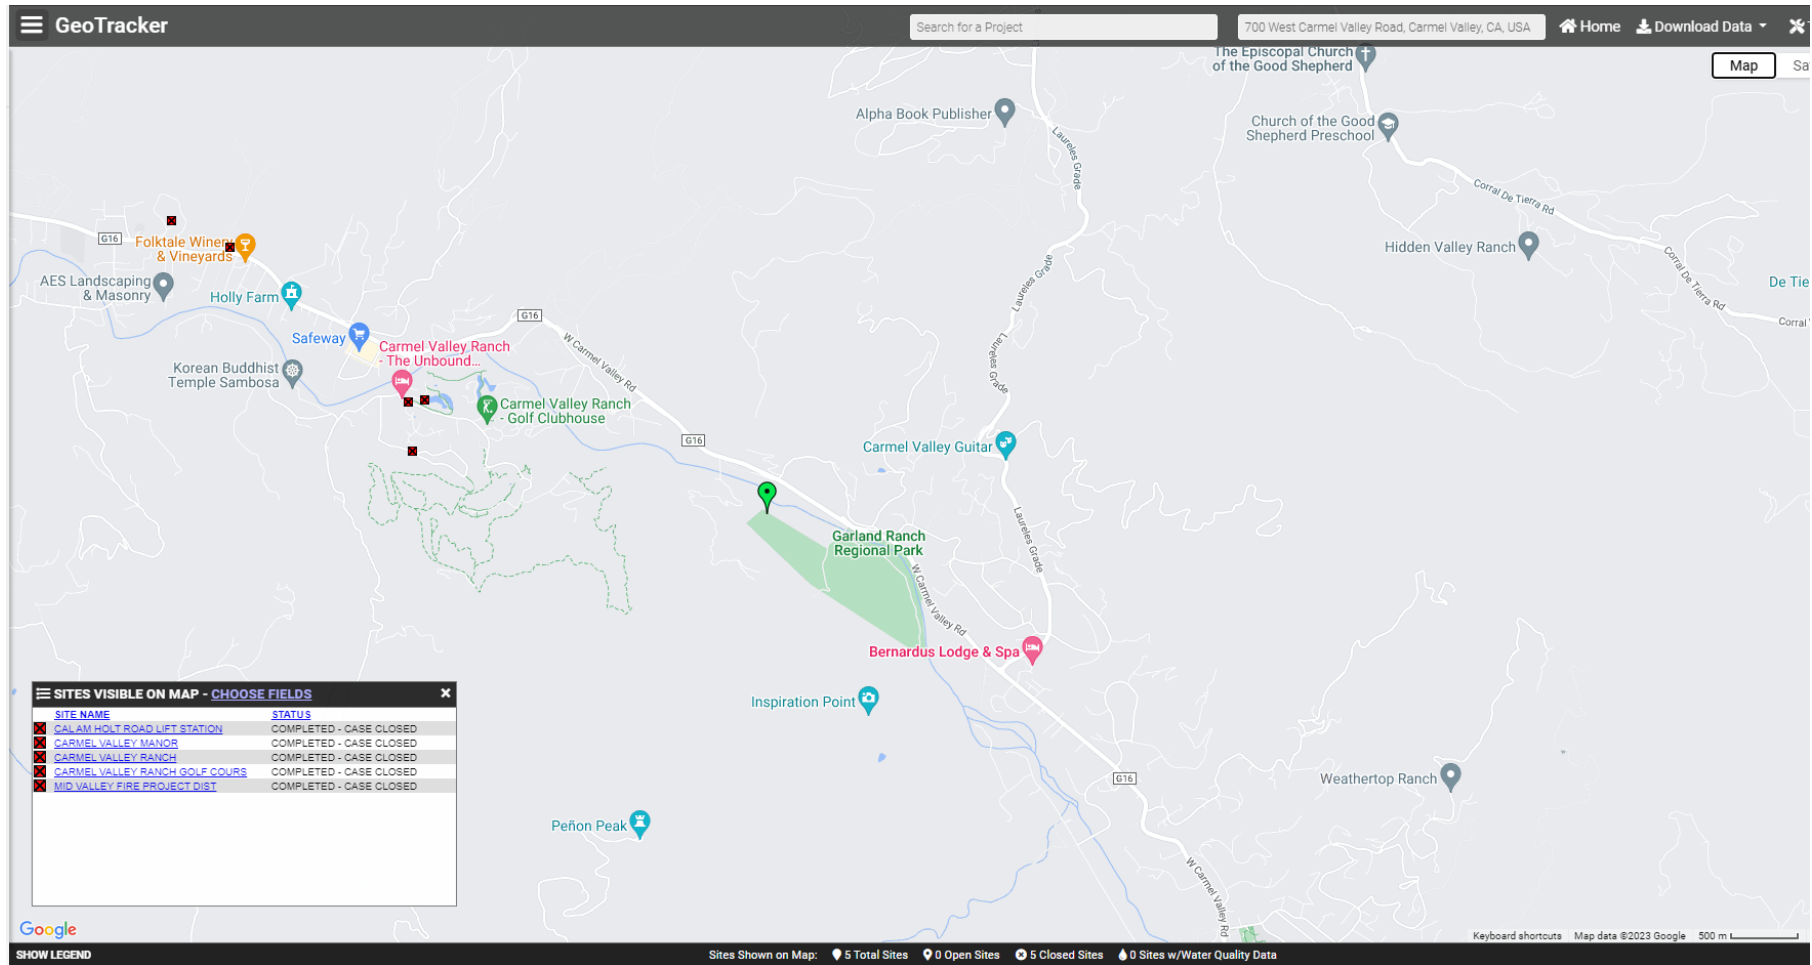 GeoTracker
Search for a Project
700 West Carmel Valley Road, Carmel Valley, CA, USA
Home
Download Data
Map
The Episcopal Church
of the Good Shepherd
Alpha Book Publisher
Church of the Good
Shepherd Preschool
Laureles Grade
Corral De Tierra Rd
G16
Folktale Winery
& Vineyards
Hidden Valley Ranch
Corral De Tierra Rd
AES Landscaping
& Masonry
Laureles Grade
De Tie
Holly Farm
G16
Corral
Safeway
Carmel Valley Ranch
- The Unbound...
W Carmel Valley Rd
Laureles Grade
Korean Buddhist
Temple Sambosa
Carmel Valley Ranch
- Golf Clubhouse
G16
Carmel Valley Guitar
Laureles Grade
Garland Ranch
Regional Park
W Carmel Valley Rd
Bernardus Lodge & Spa
Inspiration Point
SITES VISIBLE ON MAP - CHOOSE FIELDS
SITE NAME STATUS
CAL AM HOLT ROAD LIFT STATION COMPLETED - CASE CLOSED
CARMEL VALLEY MANOR COMPLETED - CASE CLOSED
CARMEL VALLEY RANCH COMPLETED - CASE CLOSED
CARMEL VALLEY RANCH GOLF COURS COMPLETED - CASE CLOSED
MID VALLEY FIRE PROJECT DIST COMPLETED - CASE CLOSED
G16
Weathertop Ranch
Peñon Peak
W Carmel Valley Rd
Google
Keyboard shortcuts Map data ©2023 Google 500 m
SHOW LEGEND
Sites Shown on Map: 5 Total Sites 0 Open Sites 5 Closed Sites 0 Sites w/Water Quality Data